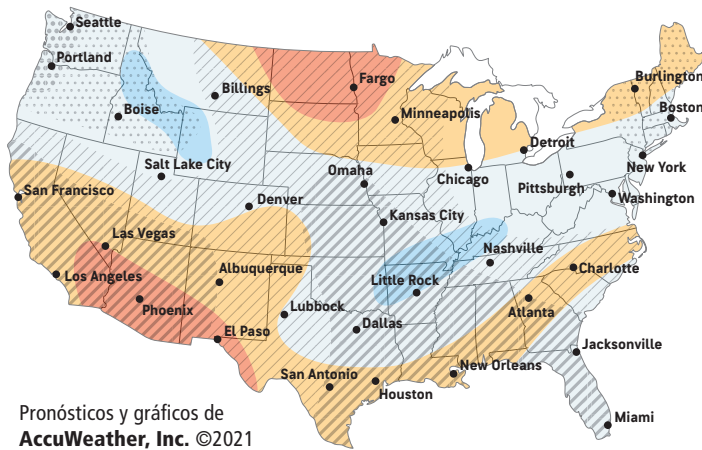 Seattle
Portland
Fargo
Burlington
Billings
Minneapolis
Boise
Boston
Detroit
New York
Salt Lake City
Omaha
Chicago
Pittsburgh
San Francisco
Denver
Washington
Kansas City
Las Vegas
Nashville
Los Angeles
Albuquerque
Little Rock
Charlotte
Phoenix
Lubbock
Atlanta
El Paso
Dallas
Jacksonville
San Antonio
New Orleans
Houston
Miami
Pronósticos y gráficos de
AccuWeather, Inc. ©2021